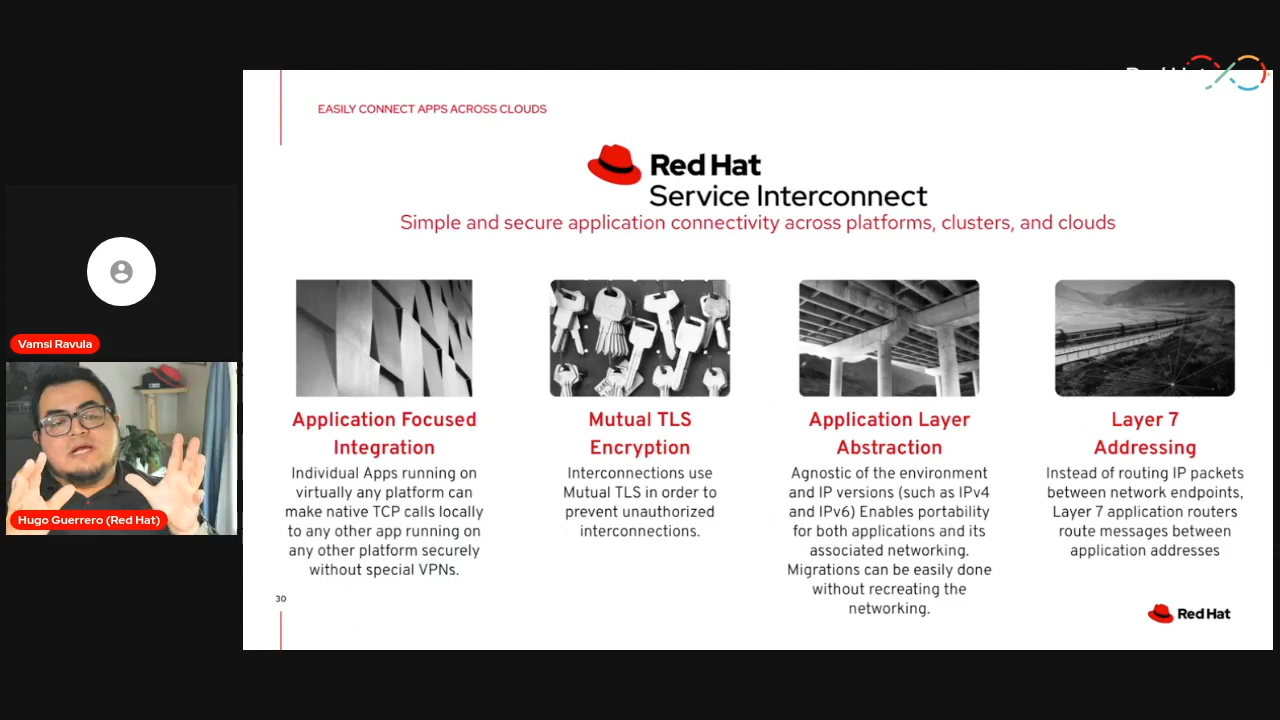 EASILY CONNECT APPS ACROSS CLOUDS
Red Hat
Service Interconnect
Simple and secure application connectivity across platforms, clusters, and clouds
Application Focused
Integration
Individual Apps running on
virtually any platform can
make native TCP calls locally
to any other app running on
any other platform securely
without special VPNs.
Mutual TLS
Encryption
Interconnections use
Mutual TLS in order to
prevent unauthorized
interconnections.
Application Layer
Abstraction
Agnostic of the environment
and IP versions (such as IPv4
and IPv6) Enables portability
for both applications and its
associated networking.
Migrations can be easily done
without recreating the
networking.
Layer 7
Addressing
Instead of routing IP packets
between network endpoints,
Layer 7 application routers
route messages between
application addresses
30
Red Hat
Vamsi Ravula
Hugo Guerrero (Red Hat)